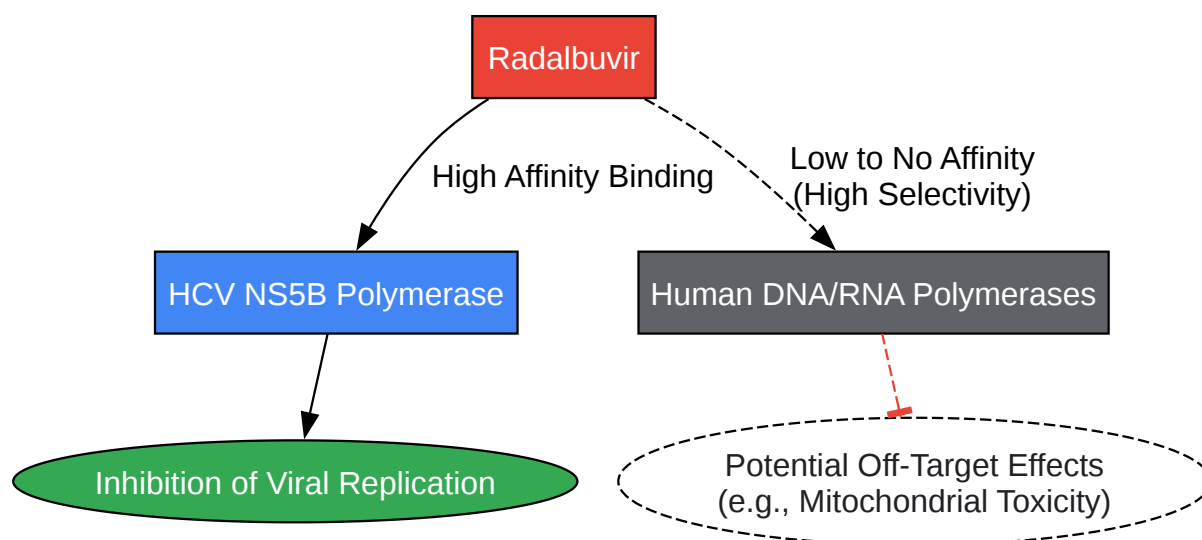 Radalbuvir
High Affinity Binding
Low to No Affinity
(High Selectivity)
HCV NS5B Polymerase
Human DNA/RNA Polymerases
Inhibition of Viral Replication
Potential Off-Target Effects
(e.g., Mitochondrial Toxicity)